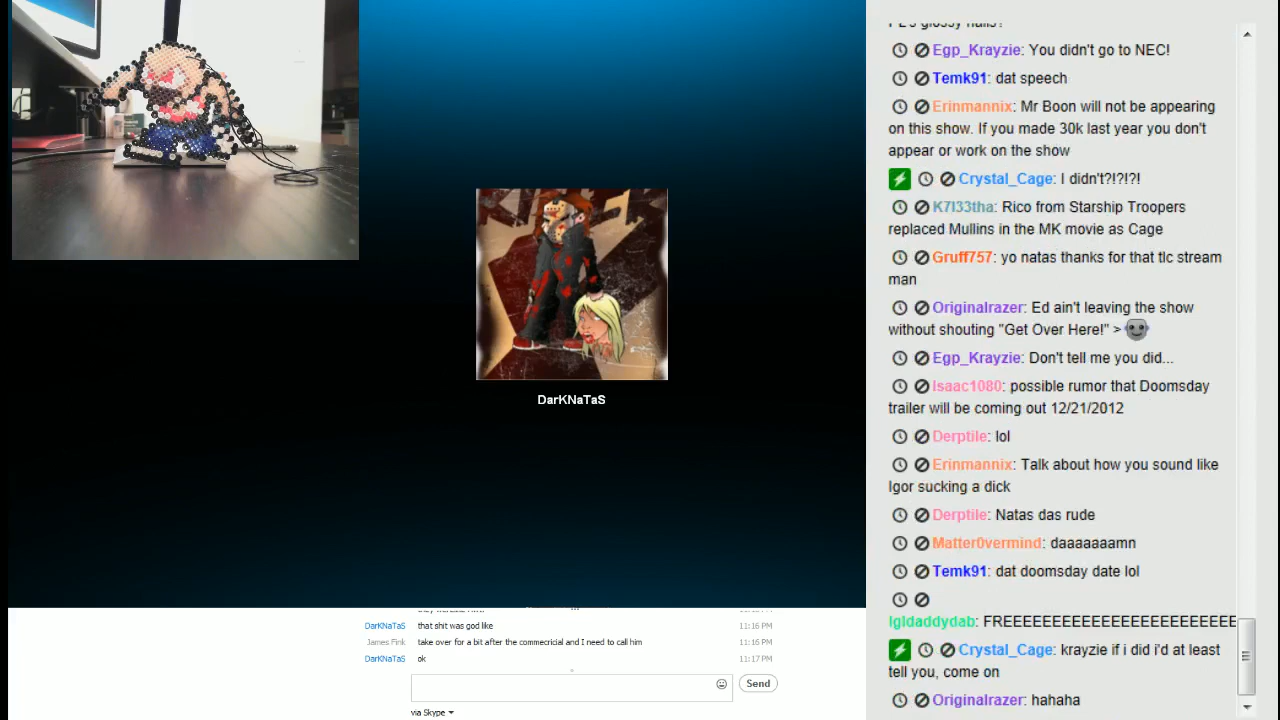 DarKNaTaS
DarKNaTaS that shit was god like 11:16 PM
James Fink take over for a bit after the commecricial and I need to call him 11:16 PM
DarKNaTaS ok 11:17 PM
Send
via Skype
Egp_Krayzie: You didn't go to NEC!
Temk91: dat speech
Erinmannix: Mr Boon will not be appearing
on this show. If you made 30k last year you don't
appear or work on the show
Crystal_Cage: I didn't?!?!?!
K7l33tha: Rico from Starship Troopers
replaced Mullins in the MK movie as Cage
Gruff757: yo natas thanks for that tlc stream
man
Originalrazer: Ed ain't leaving the show
without shouting "Get Over Here!" >
Egp_Krayzie: Don't tell me you did...
Isaac1080: possible rumor that Doomsday
trailer will be coming out 12/21/2012
Derptile: lol
Erinmannix: Talk about how you sound like
Igor sucking a dick
Derptile: Natas das rude
Matter0vermind: daaaaaamn
Temk91: dat doomsday date lol
lgldaddydab: FREEEEEEEEEEEEEEEEEEEEEEE
Crystal_Cage: krayzie if i did i'd at least
tell you, come on
Originalrazer: hahaha